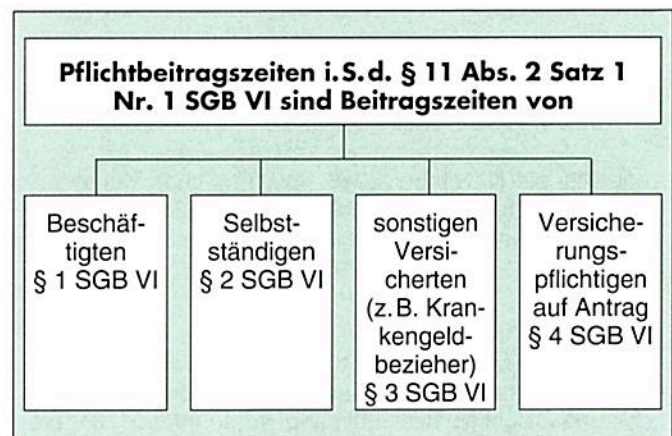 Pflichtbeitragszeiten i.S.d. § 11 Abs. 2 Satz 1
Nr. 1 SGB VI sind Beitragszeiten von
Beschäf-
tigten
§ 1 SGB VI
Selbst-
ständigen
§ 2 SGB VI
sonstigen
Versi-
cherten
(z. B. Kran-
kengeld-
bezieher)
§ 3 SGB VI
Versiche-
rungs-
pflichtigen
auf Antrag
§ 4 SGB VI